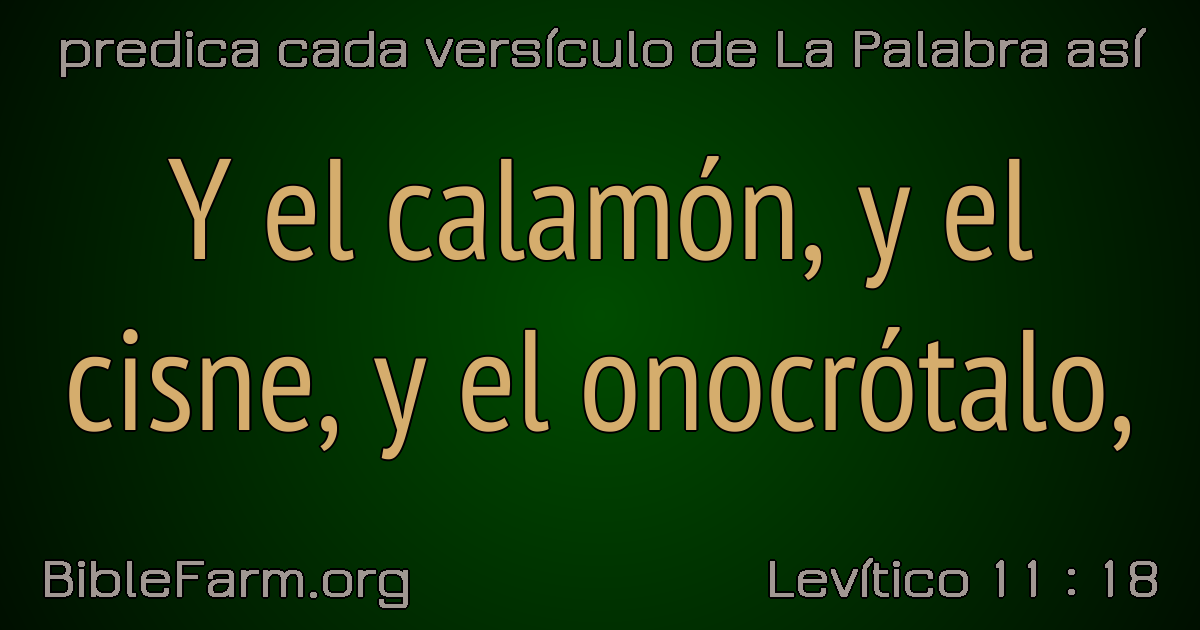 predica cada versículo de La Palabra así
Y el calamón, y el
cisne, y el onocrótalo,
BibleFarm.org
Levítico 11 : 18